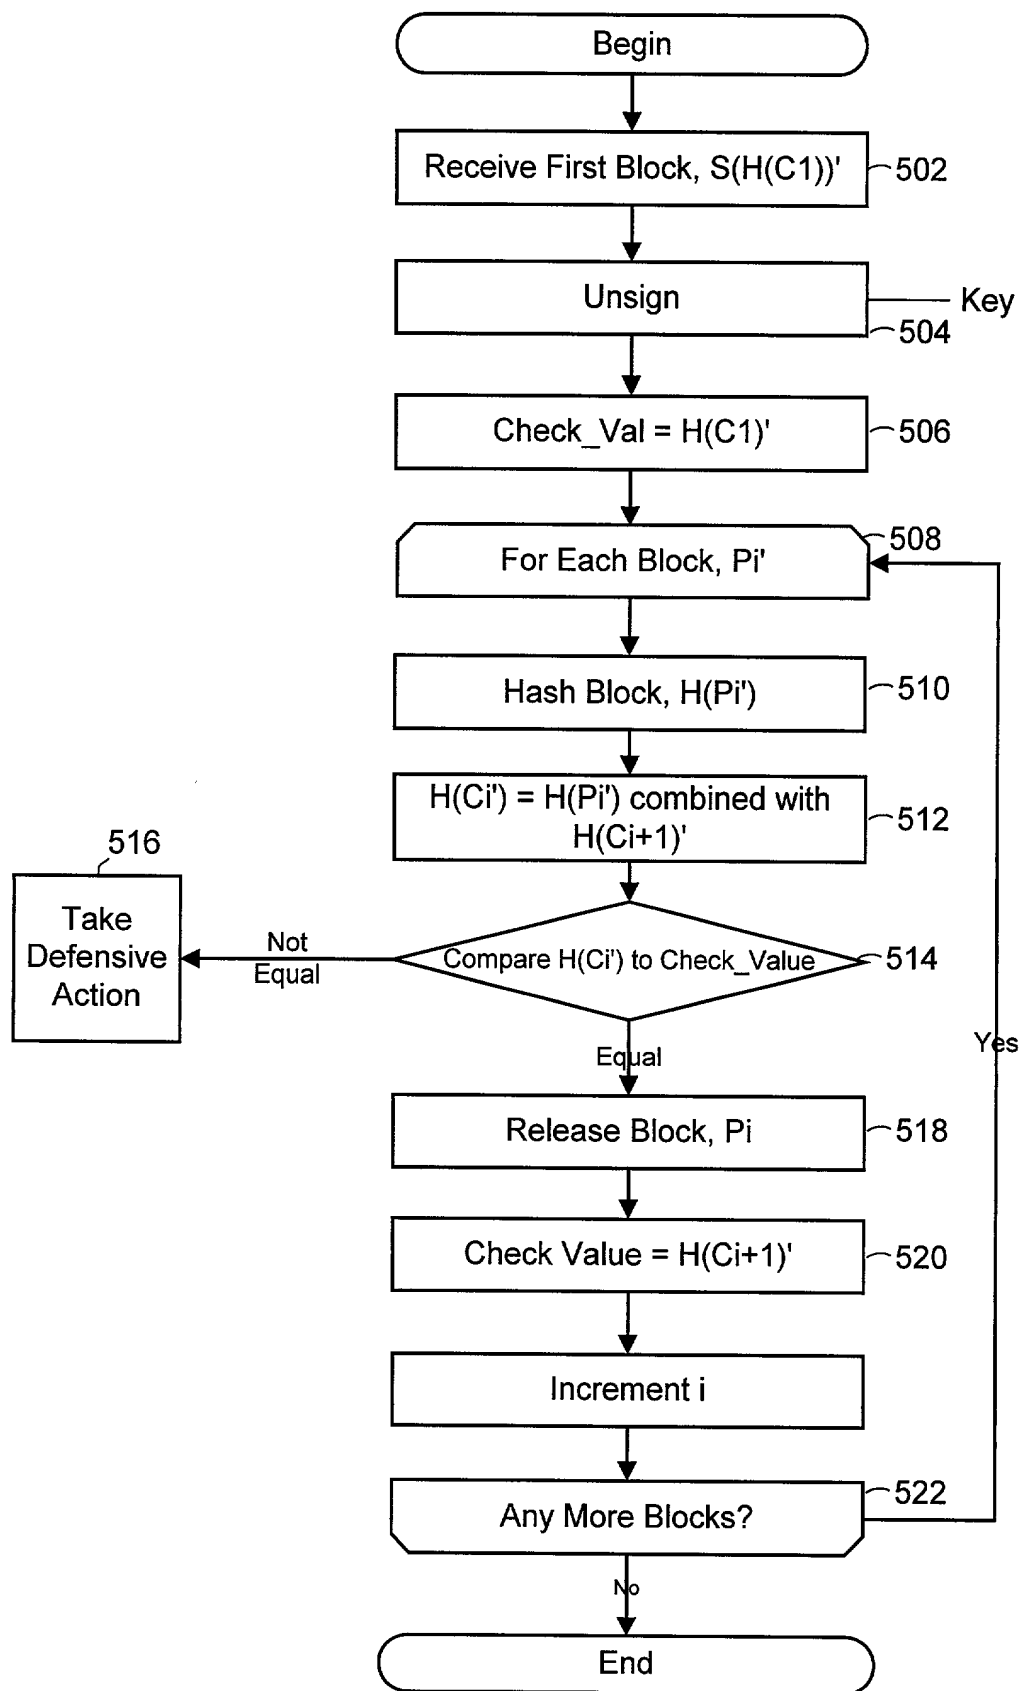 Begin
Receive First Block, S(H(C1))'
502
Unsign
Key
504
Check_Val = H(C1)'
506
508
For Each Block, Pi'
Hash Block, H(Pi')
510
H(Ci') = H(Pi') combined with
H(Ci+1)'
512
516
Take
Defensive
Action
Not
Equal
Compare H(Ci') to Check_Value
514
Yes
Equal
Release Block, Pi
518
Check Value = H(Ci+1)'
520
Increment i
Any More Blocks?
522
No
End